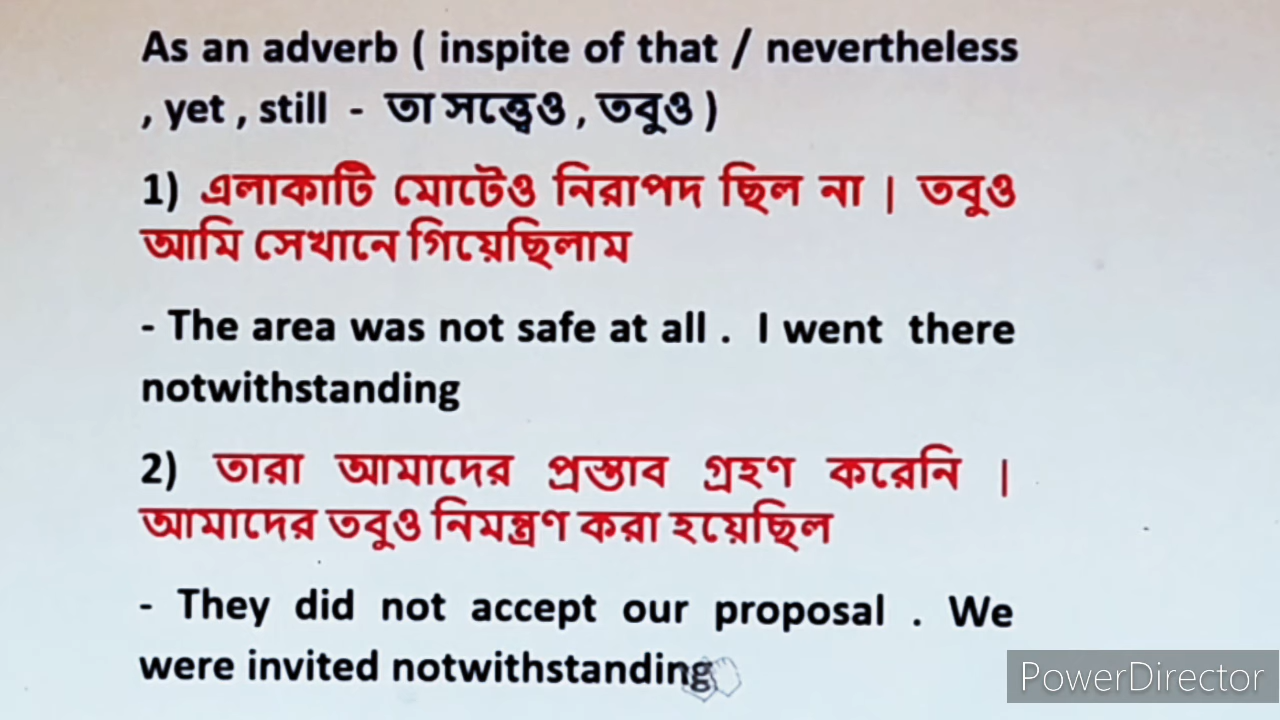 As an adverb ( inspite of that / nevertheless
, yet , still - তা সত্ত্বেও , তবুও )
1) এলাকাটি মোটেও নিরাপদ ছিল না | তবুও
আমি সেখানে গিয়েছিলাম
- The area was not safe at all . I went there
notwithstanding
2) তারা আমাদের প্রস্তাব গ্রহণ করেনি |
আমাদের তবুও নিমন্ত্রণ করা হয়েছিল
- They did not accept our proposal . We
were invited notwithstanding
PowerDirector